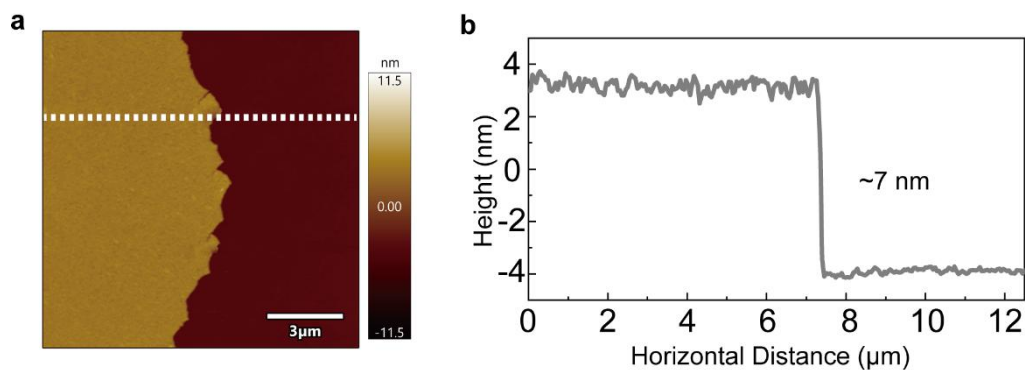 a
nm
11.5
0.00
-11.5
3µm
b
Height (nm)
4
2
0
-2
-4
~7 nm
0 2 4 6 8 10 12
Horizontal Distance (µm)